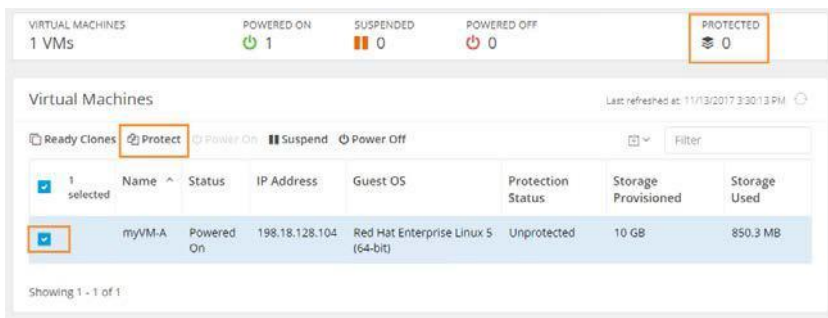 VIRTUAL MACHINES POWERED ON SUSPENDED POWERED OFF PROTECTED
1 VMs 1 0 0 0
Virtual Machines Last refreshed at: 11/13/2017 3:30:13 PM
Ready Clones Protect Power On Suspend Power Off Filter
1 selected Name Status IP Address Guest OS Protection Status Storage Provisioned Storage Used
myVM-A Powered On 198.18.128.104 Red Hat Enterprise Linux 5 (64-bit) Unprotected 10 GB 850.3 MB
Showing 1 - 1 of 1